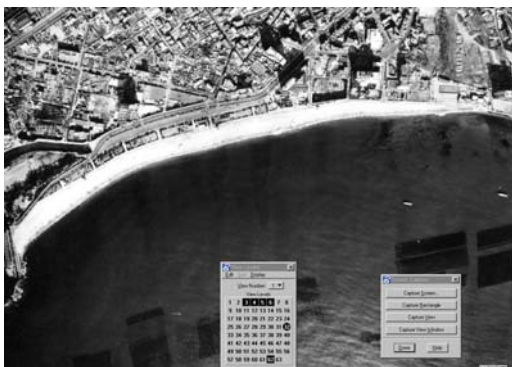 Edit
Display
View Number:
View Levels
1 2 3 4 5 6 7 8
9 10 11 12 13 14 15 16
17 18 19 20 21 22 23 24
25 26 27 28 29 30 31 32
33 34 35 36 37 38 39 40
41 42 43 44 45 46 47 48
49 50 51 52 53 54 55 56
57 58 59 60 61 62 63
Capture Screen...
Capture Rectangle
Capture View
Capture View Window
Done
Help